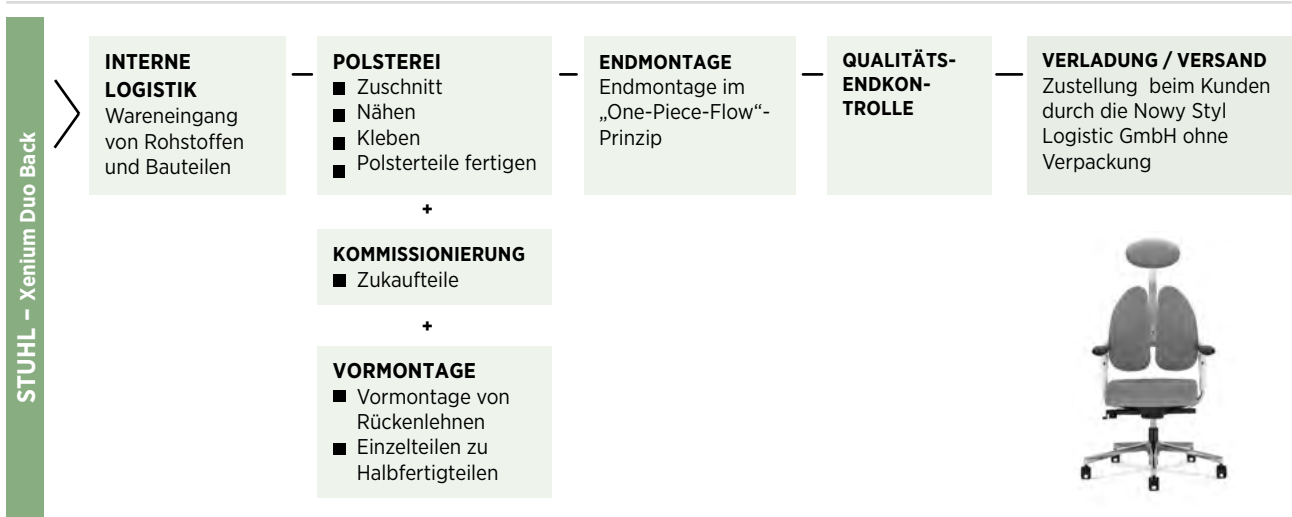 STUHL – Xenium Duo Back
INTERNE
LOGISTIK
Wareneingang
von Rohstoffen
und Bauteilen
POLSTEREI
Zuschnitt
Nähen
Kleben
Polsterteile fertigen
+
KOMMISSIONIERUNG
Zukaufteile
+
VORMONTAGE
Vormontage von
Rückenlehnen
Einzelteilen zu
Halbfertigteilen
ENDMONTAGE
Endmontage im
„One-Piece-Flow“-
Prinzip
QUALITÄTS-
ENDKON-
TROLLE
VERLADUNG / VERSAND
Zustellung beim Kunden
durch die Nowy Styl
Logistic GmbH ohne
Verpackung